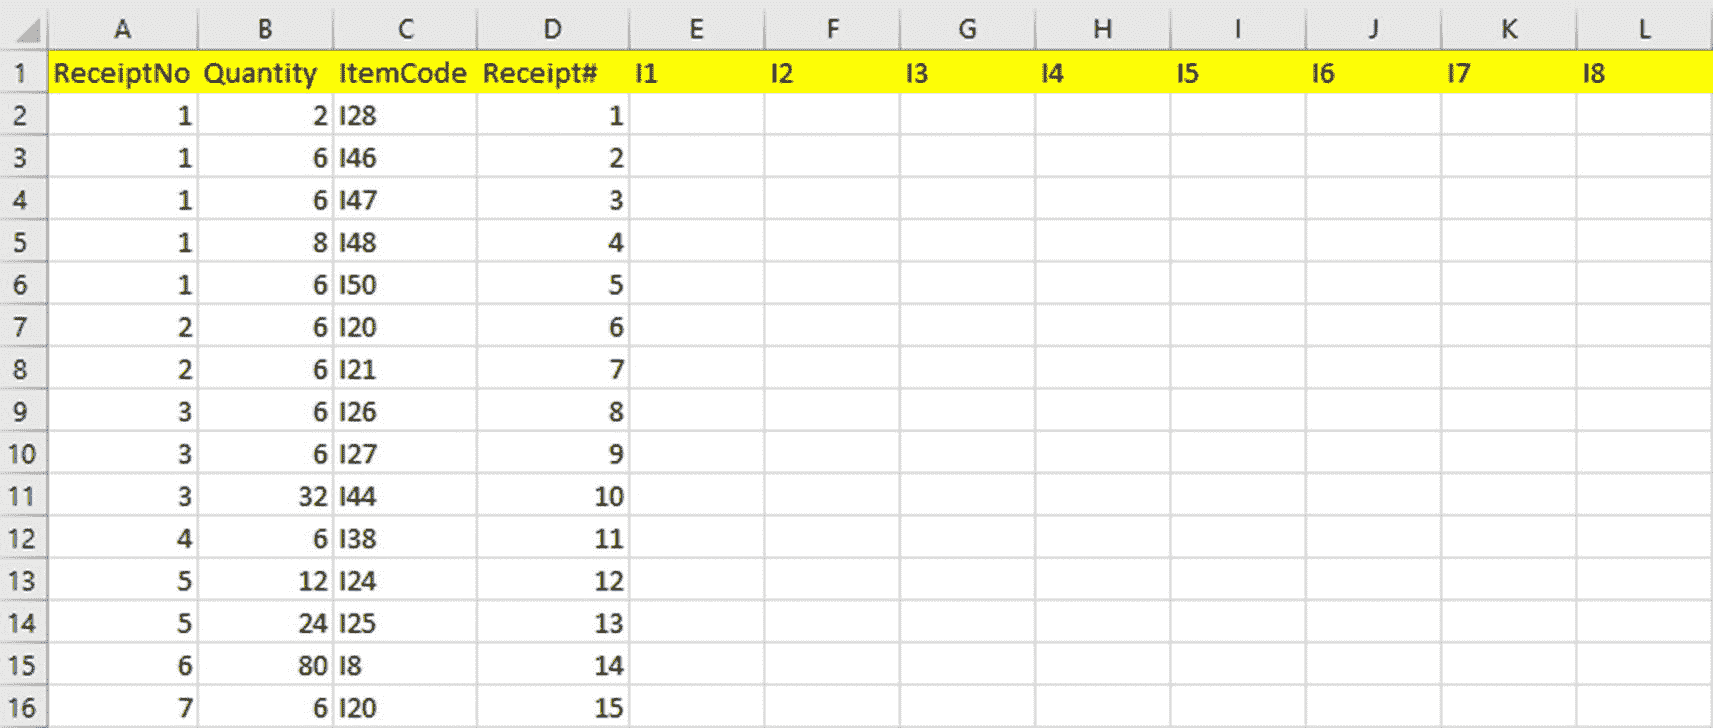 A B C D E F G H I J K L
1 ReceiptNo Quantity ItemCode Receipt# I1 I2 I3 I4 I5 I6 I7 I8
2 1 2 I28 1
3 1 6 I46 2
4 1 6 I47 3
5 1 8 I48 4
6 1 6 I50 5
7 2 6 I20 6
8 2 6 I21 7
9 3 6 I26 8
10 3 6 I27 9
11 3 32 I44 10
12 4 6 I38 11
13 5 12 I24 12
14 5 24 I25 13
15 6 80 I8 14
16 7 6 I20 15